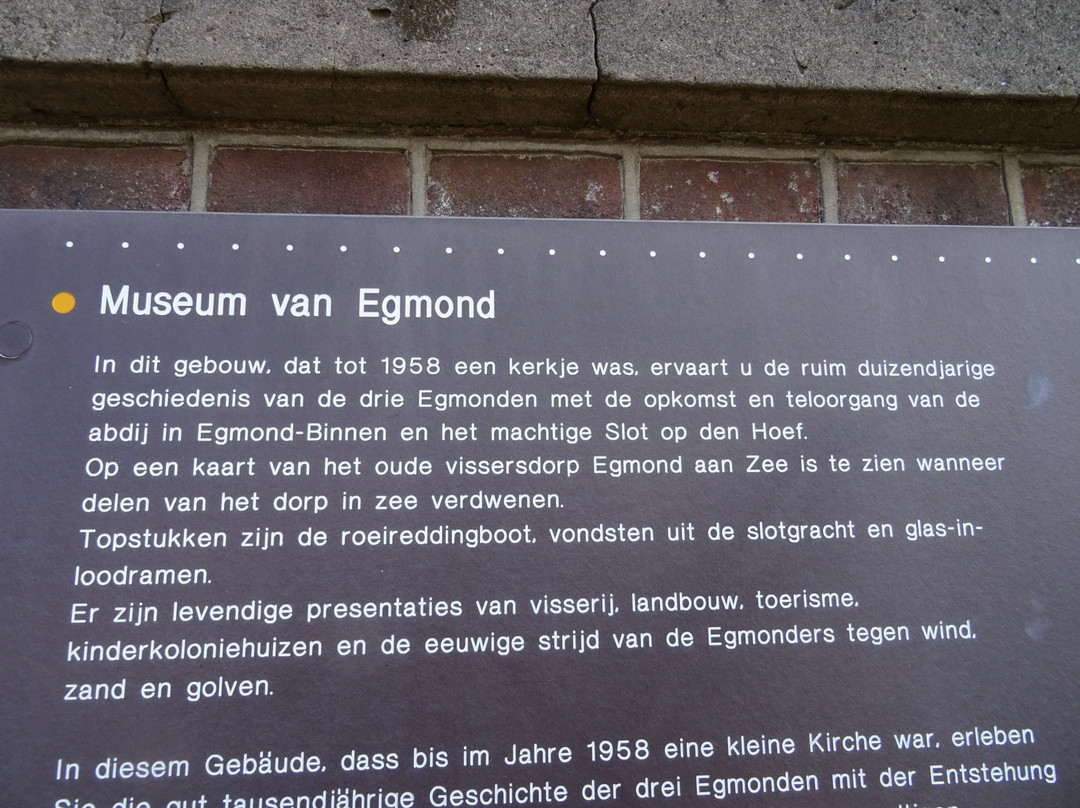 Museum van Egmond
In dit gebouw, dat tot 1958 een kerkje was, ervaart u de ruim duizendjarige
geschiedenis van de drie Egmonden met de opkomst en teloorgang van de
abdij in Egmond-Binnen en het machtige Slot op den Hoef.
Op een kaart van het oude vissersdorp Egmond aan Zee is te zien wanneer
delen van het dorp in zee verdwenen.
Topstukken zijn de roeireddingboot, vondsten uit de slotgracht en glas-in-
loodramen.
Er zijn levendige presentaties van visserij, landbouw, toerisme,
kinderkoloniehuizen en de eeuwige strijd van de Egmonders tegen wind,
zand en golven.
In diesem Gebäude, dass bis im Jahre 1958 eine kleine Kirche war, erleben
Sie die gut tausendjährige Geschichte der drei Egmonden mit der Entstehung